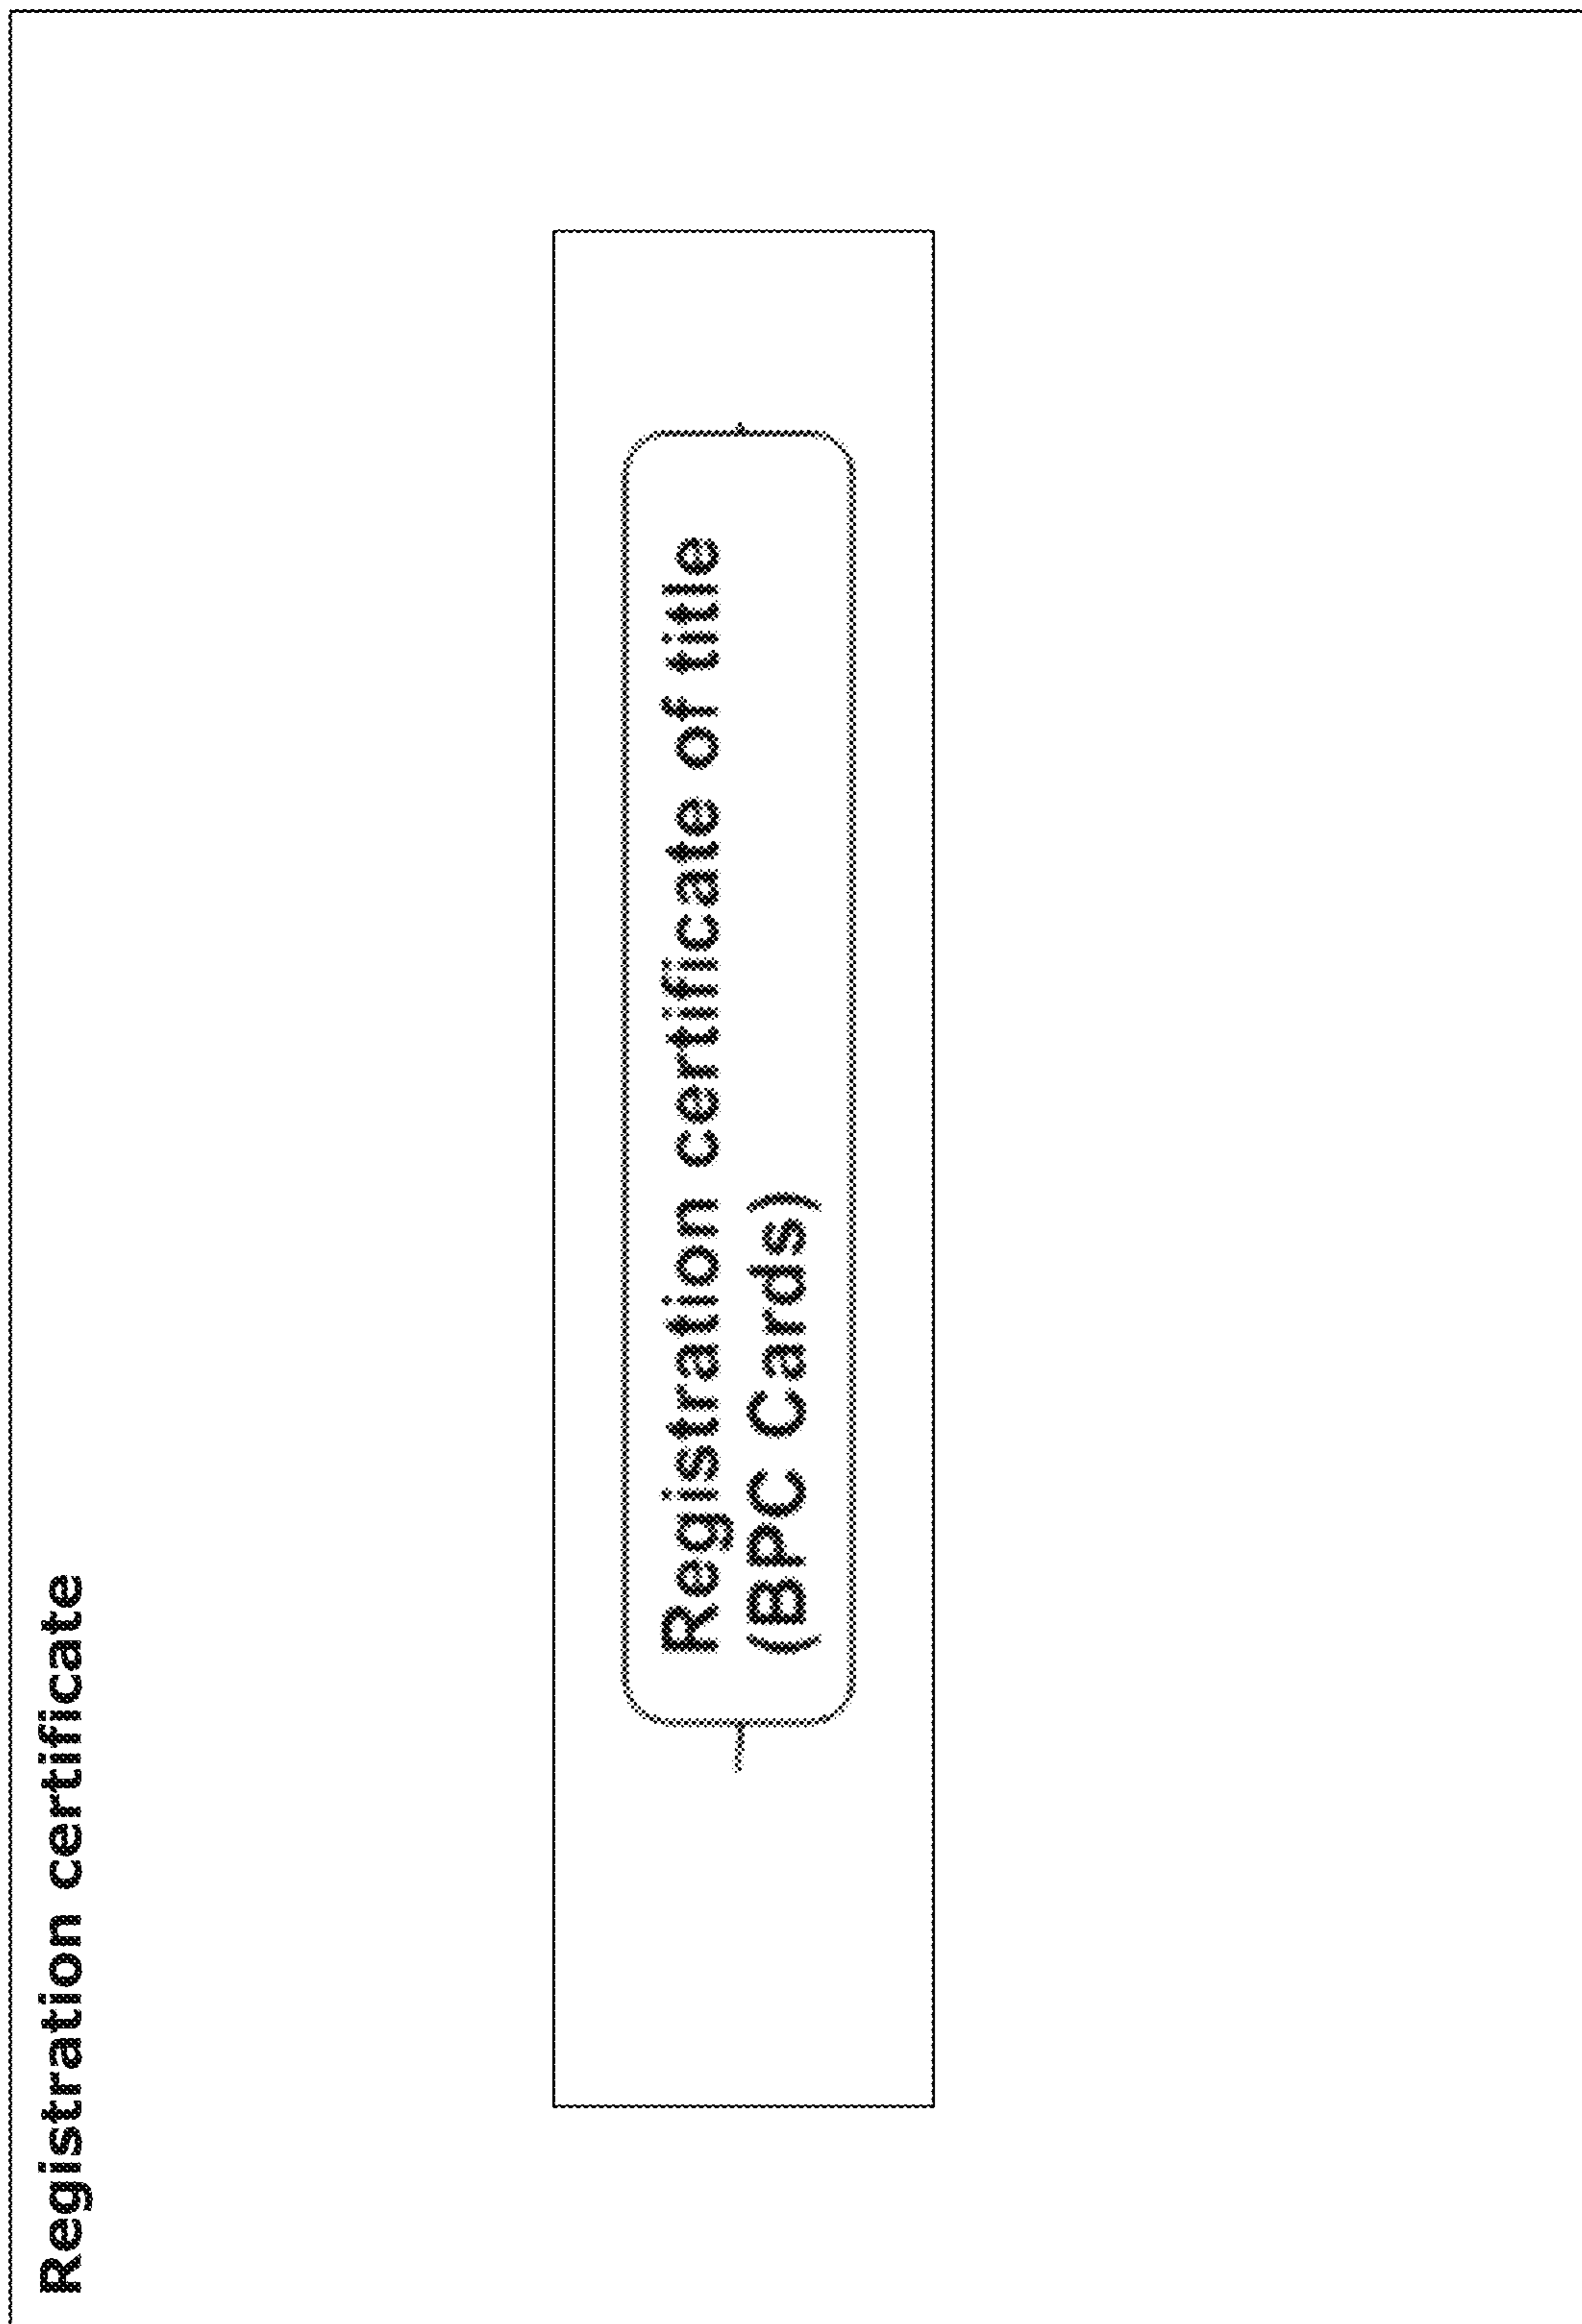 Registration certificate
Registration certificate of title
(BPC Cards)